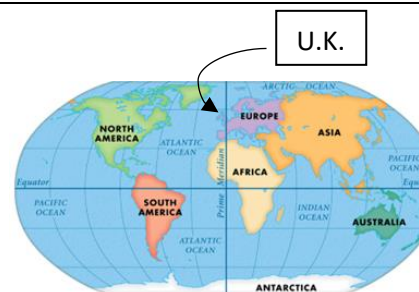 U.K.
ARCTIC OCEAN
NORTH
AMERICA
EUROPE
ASIA
ATLANTIC
OCEAN
PACIFIC
OCEAN
AFRICA
Equator
Equ
Prime Meridian
PACIFIC
OCEAN
SOUTH
AMERICA
INDIAN
OCEAN
AUSTRALIA
ATLANTIC
OCEAN
ANTARCTICA